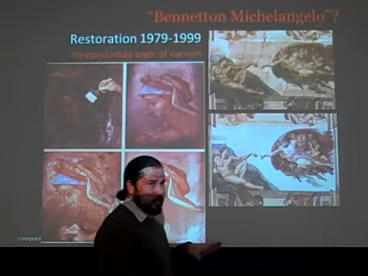 "Bennetton Michelangelo"?
Restoration 1979-1999
Stripped away layer of varnish